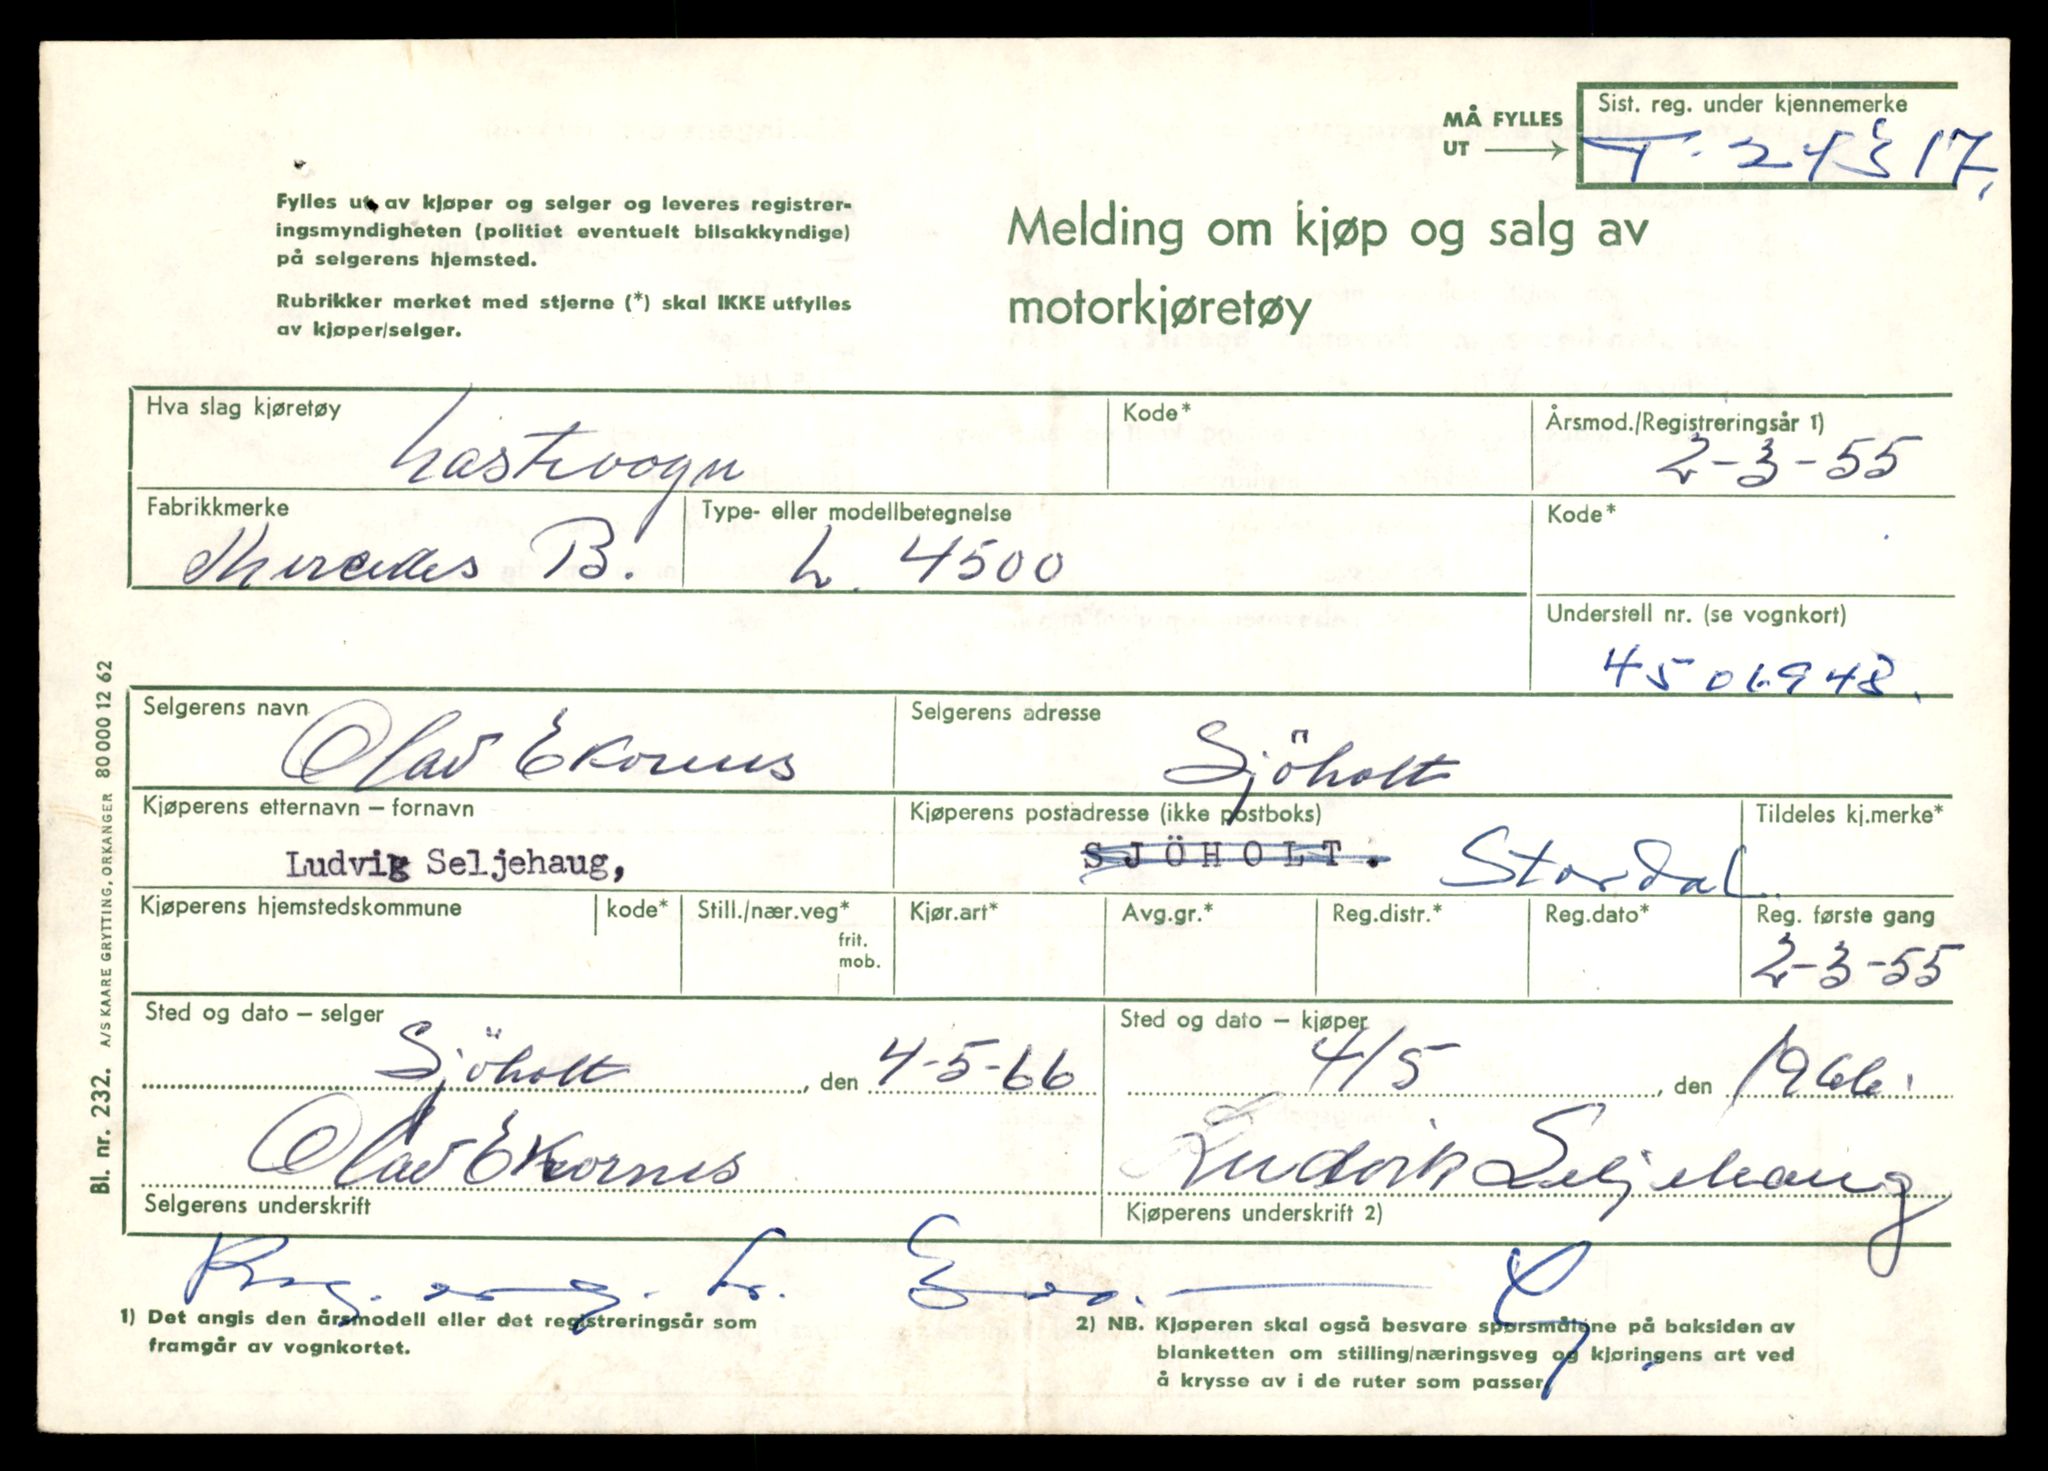 MÅ FYLLES
UT
Sist. reg. under kjennemerke
Fylles ut av kjøper og selger og leveres registrer-
ingsmyndigheten (politiet eventuelt bilsakkyndige)
på selgerens hjemsted.
Rubrikker merket med stjerne (*) skal IKKE utfylles
av kjøper/selger.
Melding om kjøp og salg av
motorkjøretøy
Hva slag kjøretøy
Lastevogn
Kode*
Årsmod./Registreringsår 1)
2-3-55
Fabrikkmerke
Mercedes B.
Type- eller modellbetegnelse
L. 4500
Kode*
Understell nr. (se vognkort)
4501948.
Selgerens navn
Olav Ekornes
Selgerens adresse
Sjöholt
Kjøperens etternavn – fornavn
Ludvig Seljehaug,
Kjøperens postadresse (ikke postboks)
SJÖHOLT. Stordal.
Tildeles kj.merke*
Kjøperens hjemstedskommune
kode*
Still./nær.veg*
frit.
mob.
Kjør.art*
Avg.gr.*
Reg.distr.*
Reg.dato*
Reg. første gang
2-3-55
Sted og dato – selger
Sjöholt, den 4-5-66
Sted og dato – kjøper
4/5, den 1966.
Olav Ekornes
Selgerens underskrift
Ludvik Seljehaug
Kjøperens underskrift 2)
1) Det angis den årsmodell eller det registreringsår som
framgår av vognkortet.
2) NB. Kjøperen skal også besvare spørsmålene på baksiden av
blanketten om stilling/næringsveg og kjøringens art ved
å krysse av i de ruter som passer.
Bl. nr. 232. A/S KAARE GRYTTING, ORKANGER 80 000 12 62